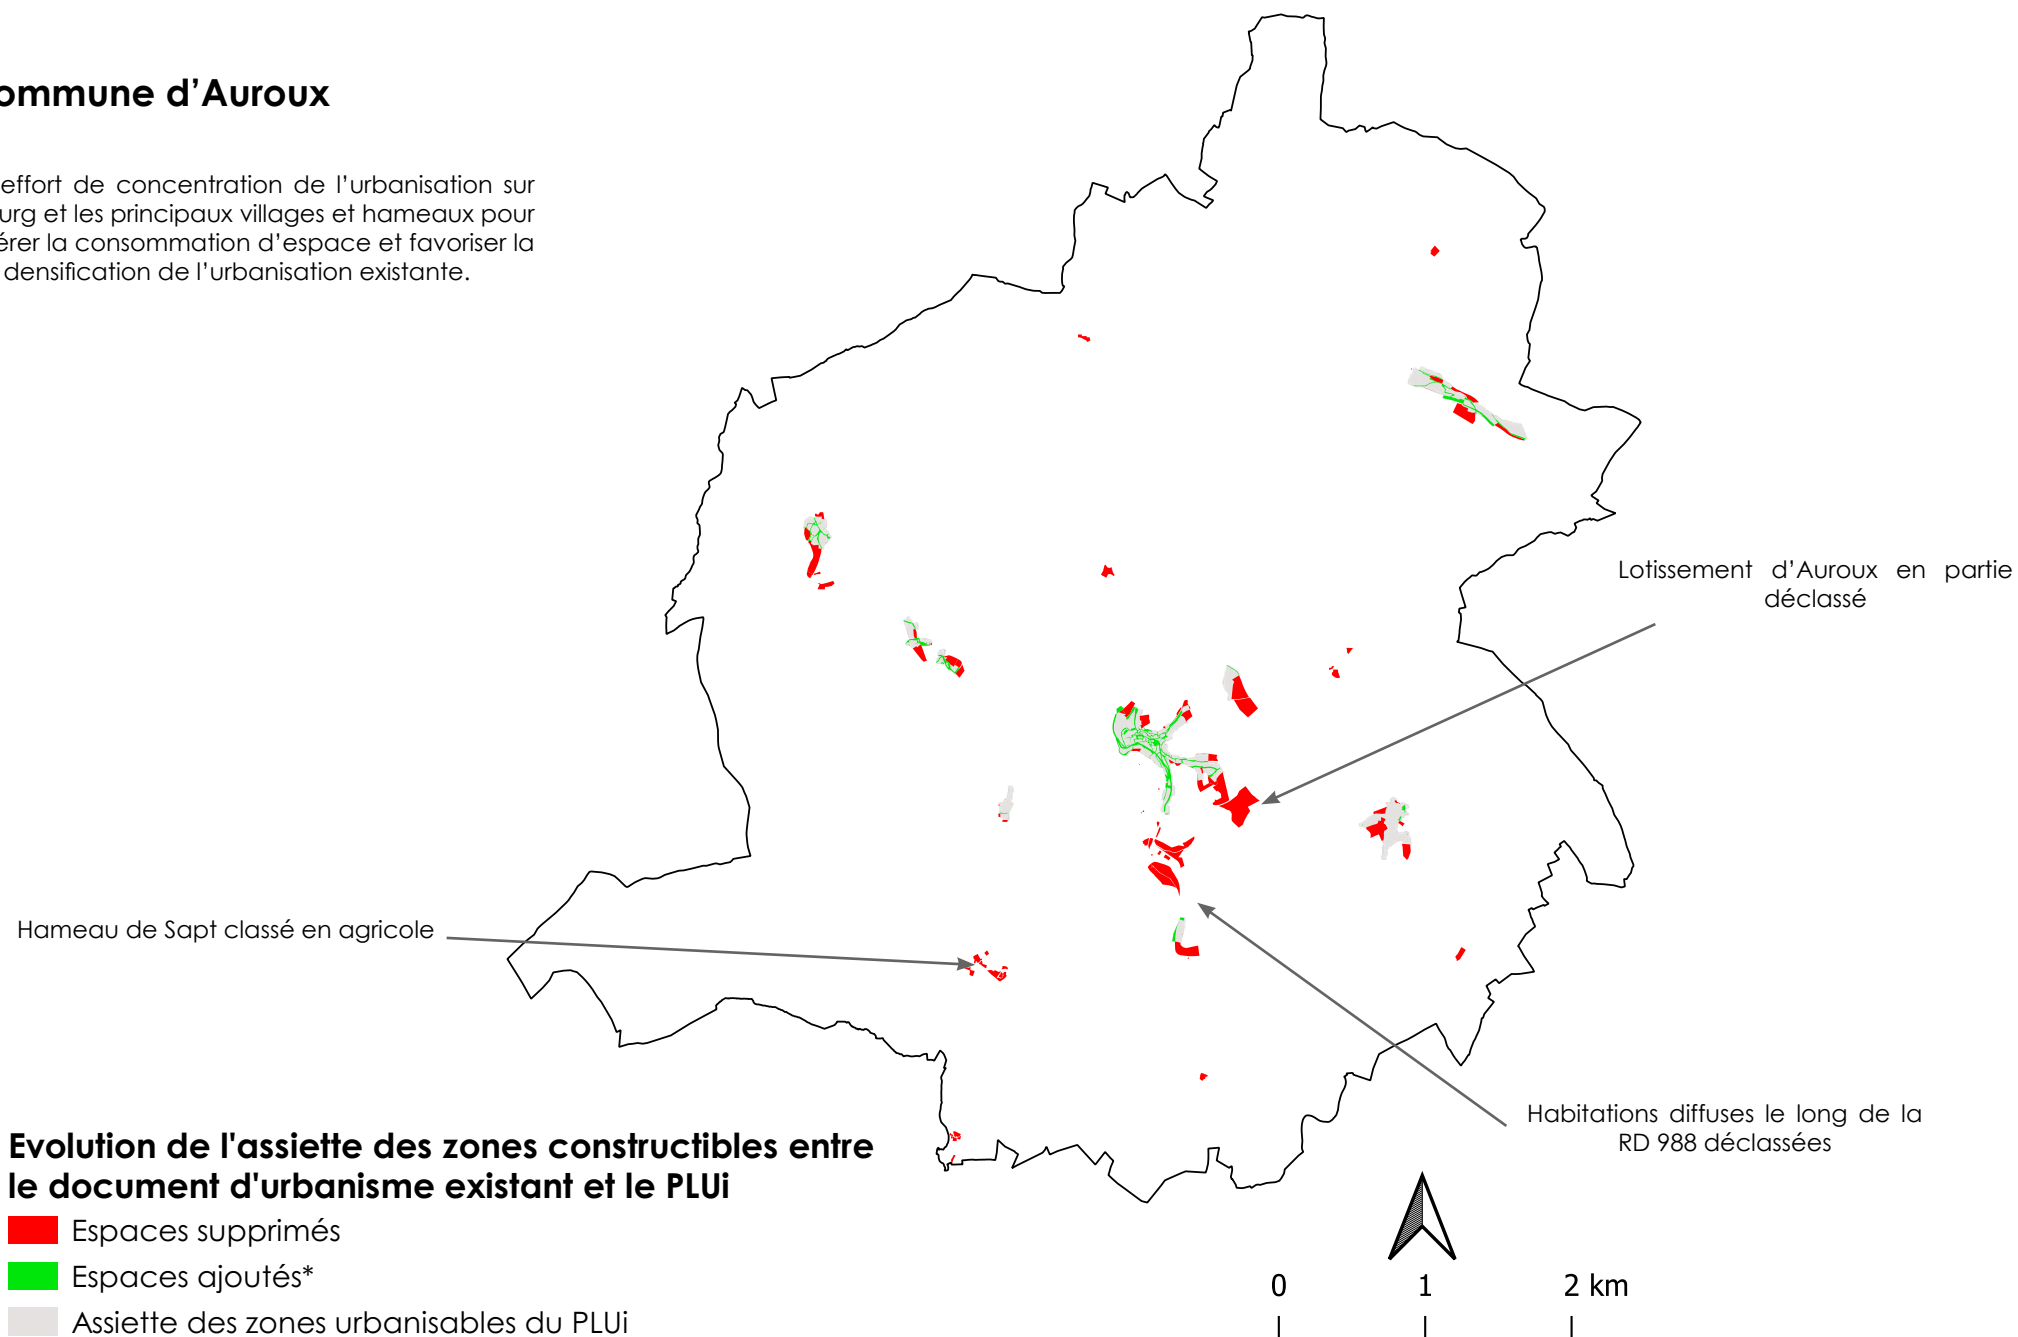 ommune d'Auroux
effort de concentration de l'urbanisation sur
urg et les principaux villages et hameaux pour
érer la consommation d'espace et favoriser la
densification de l'urbanisation existante.
Lotissement d'Auroux en partie
déclassé
Hameau de Sapt classé en agricole
Habitations diffuses le long de la
RD 988 déclassées
Evolution de l'assiette des zones constructibles entre
le document d'urbanisme existant et le PLUi
Espaces supprimés
Espaces ajoutés*
Assiette des zones urbanisables du PLUi
0 1 2 km